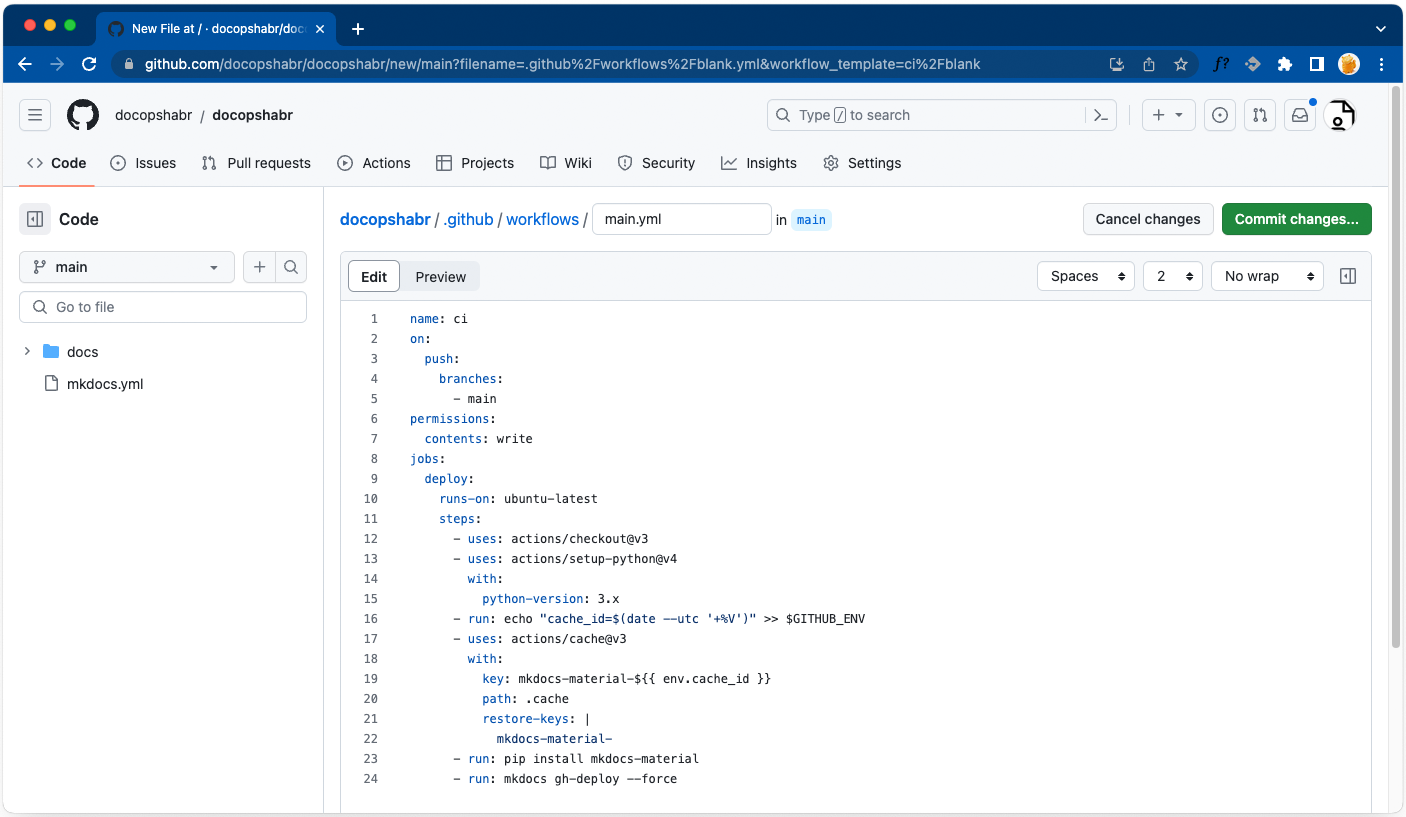 New File at / · docopshabr/doc
github.com/docopshabr/docopshabr/new/main?filename=.github%2Fworkflows%2Fblank.yml&workflow_template=ci%2Fblank
f?
docopshabr / docopshabr
Type / to search
Code Issues Pull requests Actions Projects Wiki Security Insights Settings
Code
docopshabr / .github / workflows / main.yml in main
Cancel changes Commit changes...
main
Go to file
docs
mkdocs.yml
Edit Preview
Spaces 2 No wrap
1 name: ci
2 on:
3   push:
4     branches:
5       - main
6 permissions:
7   contents: write
8 jobs:
9   deploy:
10     runs-on: ubuntu-latest
11     steps:
12       - uses: actions/checkout@v3
13       - uses: actions/setup-python@v4
14         with:
15           python-version: 3.x
16       - run: echo "cache_id=$(date --utc '+%V')" >> $GITHUB_ENV
17       - uses: actions/cache@v3
18         with:
19           key: mkdocs-material-${{ env.cache_id }}
20           path: .cache
21           restore-keys: |
22             mkdocs-material-
23       - run: pip install mkdocs-material
24       - run: mkdocs gh-deploy --force